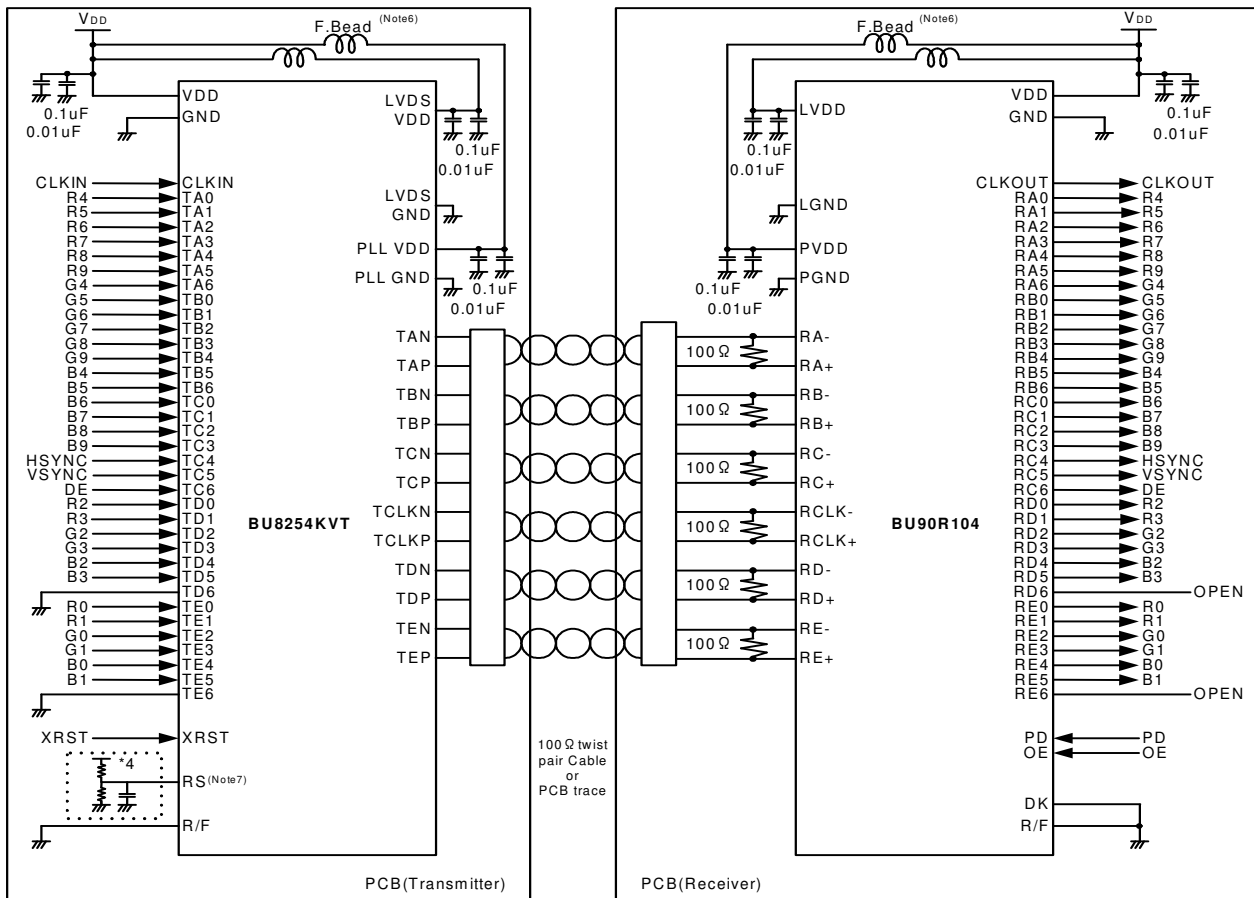 VDD
F.Bead (Note6)
0.1uF
0.01uF
VDD
GND
LVDS
VDD
0.1uF
0.01uF
LVDS
GND
PLL VDD
PLL GND
0.1uF
0.01uF
CLKIN CLKIN
R4 TA0
R5 TA1
R6 TA2
R7 TA3
R8 TA4
R9 TA5
G4 TA6
G5 TB0
G6 TB1
G7 TB2
G8 TB3
G9 TB4
B4 TB5
B5 TB6
B6 TC0
B7 TC1
B8 TC2
B9 TC3
HSYNC TC4
VSYNC TC5
DE TC6
R2 TD0
R3 TD1
G2 TD2
G3 TD3
B2 TD4
B3 TD5
TD6
R0 TE0
R1 TE1
G0 TE2
G1 TE3
B0 TE4
B1 TE5
TE6
XRST XRST
*4
RS(Note7)
R/F
BU8254KVT
TAN
TAP
TBN
TBP
TCN
TCP
TCLKN
TCLKP
TDN
TDP
TEN
TEP
PCB(Transmitter)
100Ω twist
pair Cable
or
PCB trace
VDD
F.Bead (Note6)
VDD
GND
0.1uF
0.01uF
LVDD
0.1uF
0.01uF
LGND
PVDD
PGND
0.1uF
0.01uF
100Ω
RA-
RA+
100Ω
RB-
RB+
100Ω
RC-
RC+
100Ω
RCLK-
RCLK+
100Ω
RD-
RD+
100Ω
RE-
RE+
BU90R104
CLKOUT CLKOUT
RA0 R4
RA1 R5
RA2 R6
RA3 R7
RA4 R8
RA5 R9
RA6 G4
RB0 G5
RB1 G6
RB2 G7
RB3 G8
RB4 G9
RB5 B4
RB6 B5
RC0 B6
RC1 B7
RC2 B8
RC3 B9
RC4 HSYNC
RC5 VSYNC
RC6 DE
RD0 R2
RD1 R3
RD2 G2
RD3 G3
RD4 B2
RD5 B3
RD6 OPEN
RE0 R0
RE1 R1
RE2 G0
RE3 G1
RE4 B0
RE5 B1
RE6 OPEN
PD PD
OE OE
DK
R/F
PCB(Receiver)